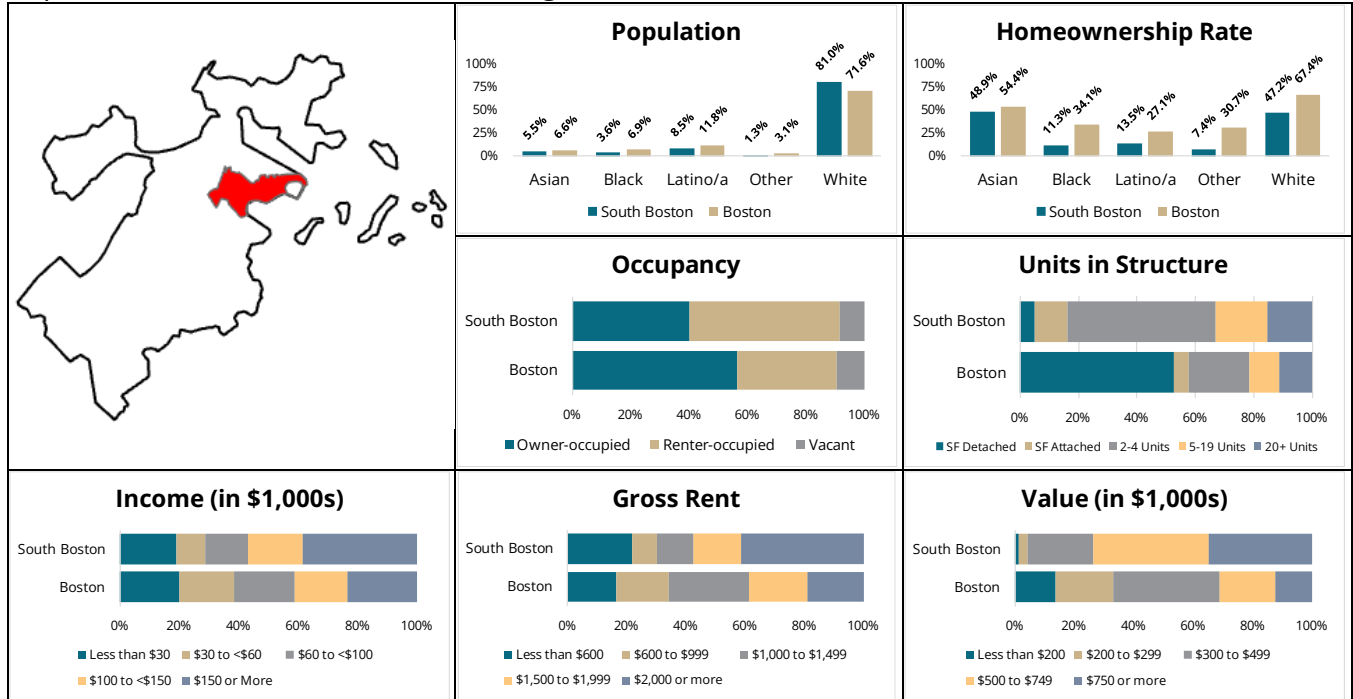 Population
100%
75%
50%
25%
0%
5.5% 6.6% 3.6% 6.9% 8.5% 11.8% 1.3% 3.1% 81.0% 71.6%
Asian Black Latino/a Other White
South Boston Boston
Homeownership Rate
100%
75%
50%
25%
0%
48.9% 54.4% 11.3% 34.1% 13.5% 27.1% 7.4% 30.7% 47.2% 67.4%
Asian Black Latino/a Other White
South Boston Boston
Occupancy
South Boston
Boston
0% 20% 40% 60% 80% 100%
Owner-occupied Renter-occupied Vacant
Units in Structure
South Boston
Boston
0% 20% 40% 60% 80% 100%
SF Detached SF Attached 2-4 Units 5-19 Units 20+ Units
Income (in $1,000s)
South Boston
Boston
0% 20% 40% 60% 80% 100%
Less than $30 $30 to <$60 $60 to <$100
$100 to <$150 $150 or More
Gross Rent
South Boston
Boston
0% 20% 40% 60% 80% 100%
Less than $600 $600 to $999 $1,000 to $1,499
$1,500 to $1,999 $2,000 or more
Value (in $1,000s)
South Boston
Boston
0% 20% 40% 60% 80% 100%
Less than $200 $200 to $299 $300 to $499
$500 to $749 $750 or more